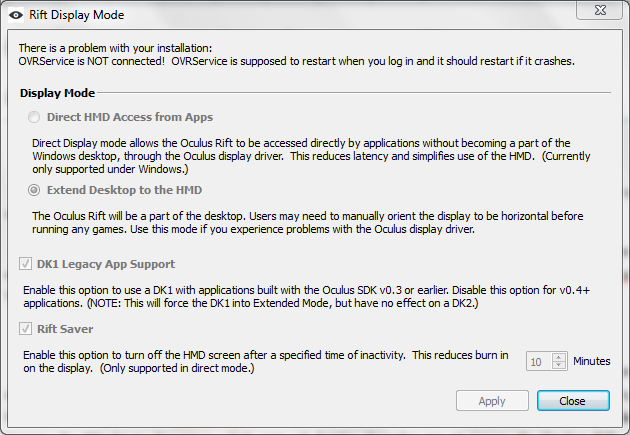 Rift Display Mode
There is a problem with your installation:
OVRService is NOT connected!  OVRService is supposed to restart when you log in and it should restart if it crashes.
Display Mode
Direct HMD Access from Apps
Direct Display mode allows the Oculus Rift to be accessed directly by applications without becoming a part of the
Windows desktop, through the Oculus display driver.  This reduces latency and simplifies use of the HMD.  (Currently
only supported under Windows.)
Extend Desktop to the HMD
The Oculus Rift will be a part of the desktop. Users may need to manually orient the display to be horizontal before
running any games. Use this mode if you experience problems with the Oculus display driver.
DK1 Legacy App Support
Enable this option to use a DK1 with applications built with the Oculus SDK v0.3 or earlier. Disable this option for v0.4+
applications. (NOTE: This will force the DK1 into Extended Mode, but have no effect on a DK2.)
Rift Saver
Enable this option to turn off the HMD screen after a specified time of inactivity.  This reduces burn in
on the display.  (Only supported in direct mode.)
10 Minutes
Apply Close